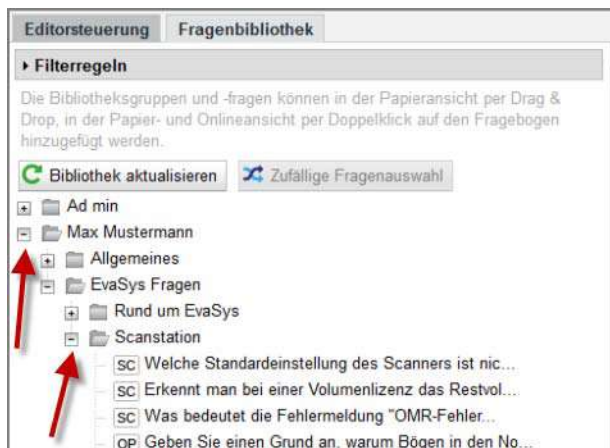 Editorsteuerung Fragenbibliothek
Filterregeln
Die Bibliotheksgruppen und -fragen können in der Papieransicht per Drag &
Drop, in der Papier- und Onlineansicht per Doppelklick auf den Fragebogen
hinzugefügt werden.
Bibliothek aktualisieren Zufällige Fragenauswahl
Ad min
Max Mustermann
Allgemeines
EvaSys Fragen
Rund um EvaSys
Scanstation
SC Welche Standardeinstellung des Scanners ist nic...
SC Erkennt man bei einer Volumenlizenz das Restvol...
SC Was bedeutet die Fehlermeldung "OMR-Fehler...
OP Geben Sie einen Grund an, warum Bögen in den No...